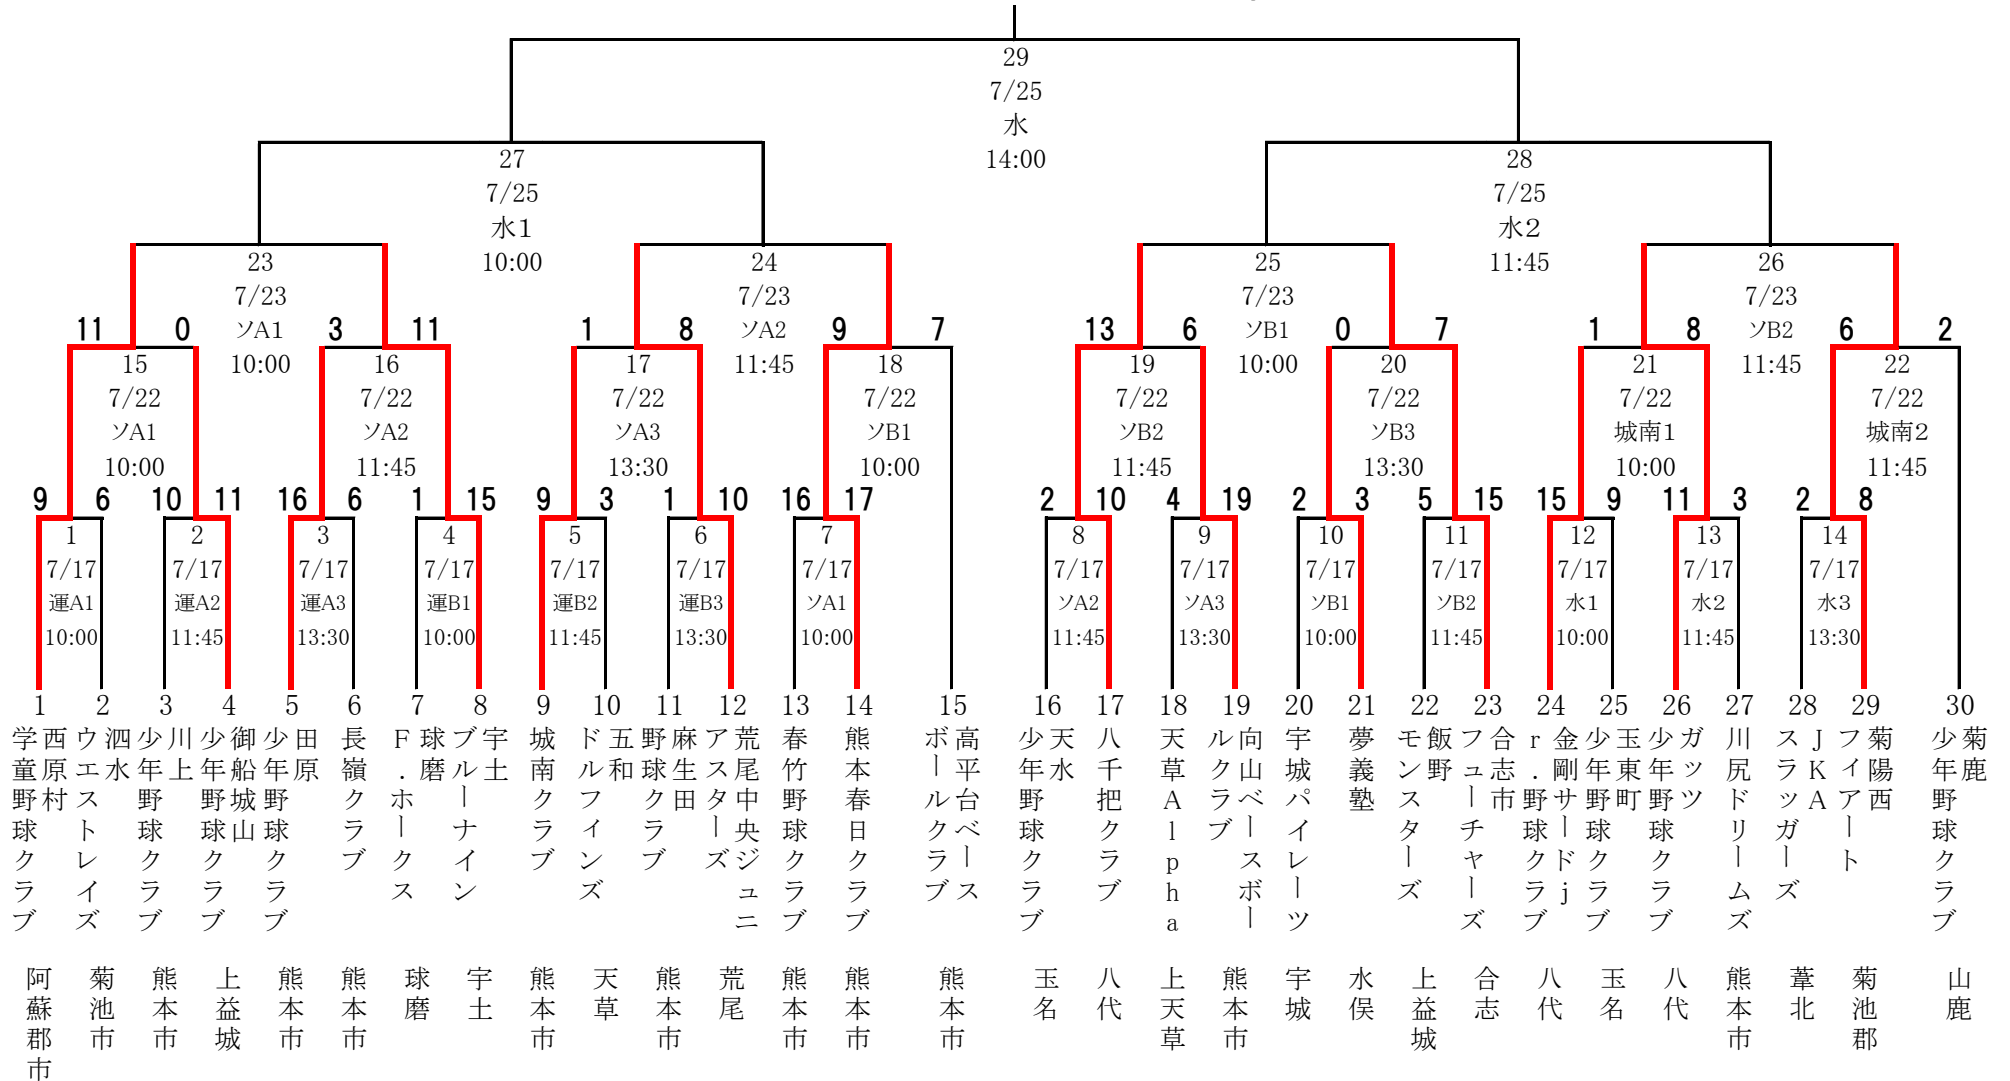 29
7/25
水
14:00
27
7/25
水1
10:00
28
7/25
水2
11:45
23
7/23
ソA1
10:00
24
7/23
ソA2
11:45
25
7/23
ソB1
10:00
26
7/23
ソB2
11:45
11 0
15
7/22
ソA1
10:00
3 11
16
7/22
ソA2
11:45
1 8
17
7/22
ソA3
13:30
9 7
18
7/22
ソB1
10:00
13 6
19
7/22
ソB2
11:45
0 7
20
7/22
ソB3
13:30
1 8
21
7/22
城南1
10:00
6 2
22
7/22
城南2
11:45
9 6
1
7/17
運A1
10:00
10 11
2
7/17
運A2
11:45
16 6
3
7/17
運A3
13:30
1 15
4
7/17
運B1
10:00
9 3
5
7/17
運B2
11:45
1 10
6
7/17
運B3
13:30
16 17
7
7/17
ソA1
10:00
2 10
8
7/17
ソA2
11:45
4 19
9
7/17
ソA3
13:30
2 3
10
7/17
ソB1
10:00
5 15
11
7/17
ソB2
11:45
15 9
12
7/17
水1
10:00
11 3
13
7/17
水2
11:45
2 8
14
7/17
水3
13:30
1
西原村
学童野球クラブ
阿蘇郡市
2
泗水
ウエストレイズ
菊池市
3
川上
少年野球クラブ
熊本市
4
御船城山
少年野球クラブ
上益城
5
田原
少年野球クラブ
熊本市
6
長嶺クラブ
熊本市
7
球磨
F.ホークス
球磨
8
宇土
ブルーナイン
宇土
9
城南クラブ
熊本市
10
五和
ドルフィンズ
天草
11
麻生田
野球クラブ
熊本市
12
荒尾中央ジュニ
アスターズ
荒尾
13
春竹野球クラブ
熊本市
14
熊本春日クラブ
熊本市
15
高平台ベース
ボールクラブ
熊本市
16
天水
少年野球クラブ
玉名
17
八千把クラブ
八代
18
天草Alpha
上天草
19
向山ベースボー
ルクラブ
熊本市
20
宇城パイレーツ
宇城
21
夢義塾
水俣
22
飯野
モンスターズ
上益城
23
合志市
フューチャーズ
合志
24
金剛サードj
r.野球クラブ
八代
25
玉東町
少年野球クラブ
玉名
26
ガッツ
少年野球クラブ
八代
27
川尻ドリームズ
熊本市
28
JKA
スラッガーズ
葦北
29
菊陽西
フイアート
菊池郡
30
菊鹿
少年野球クラブ
山鹿